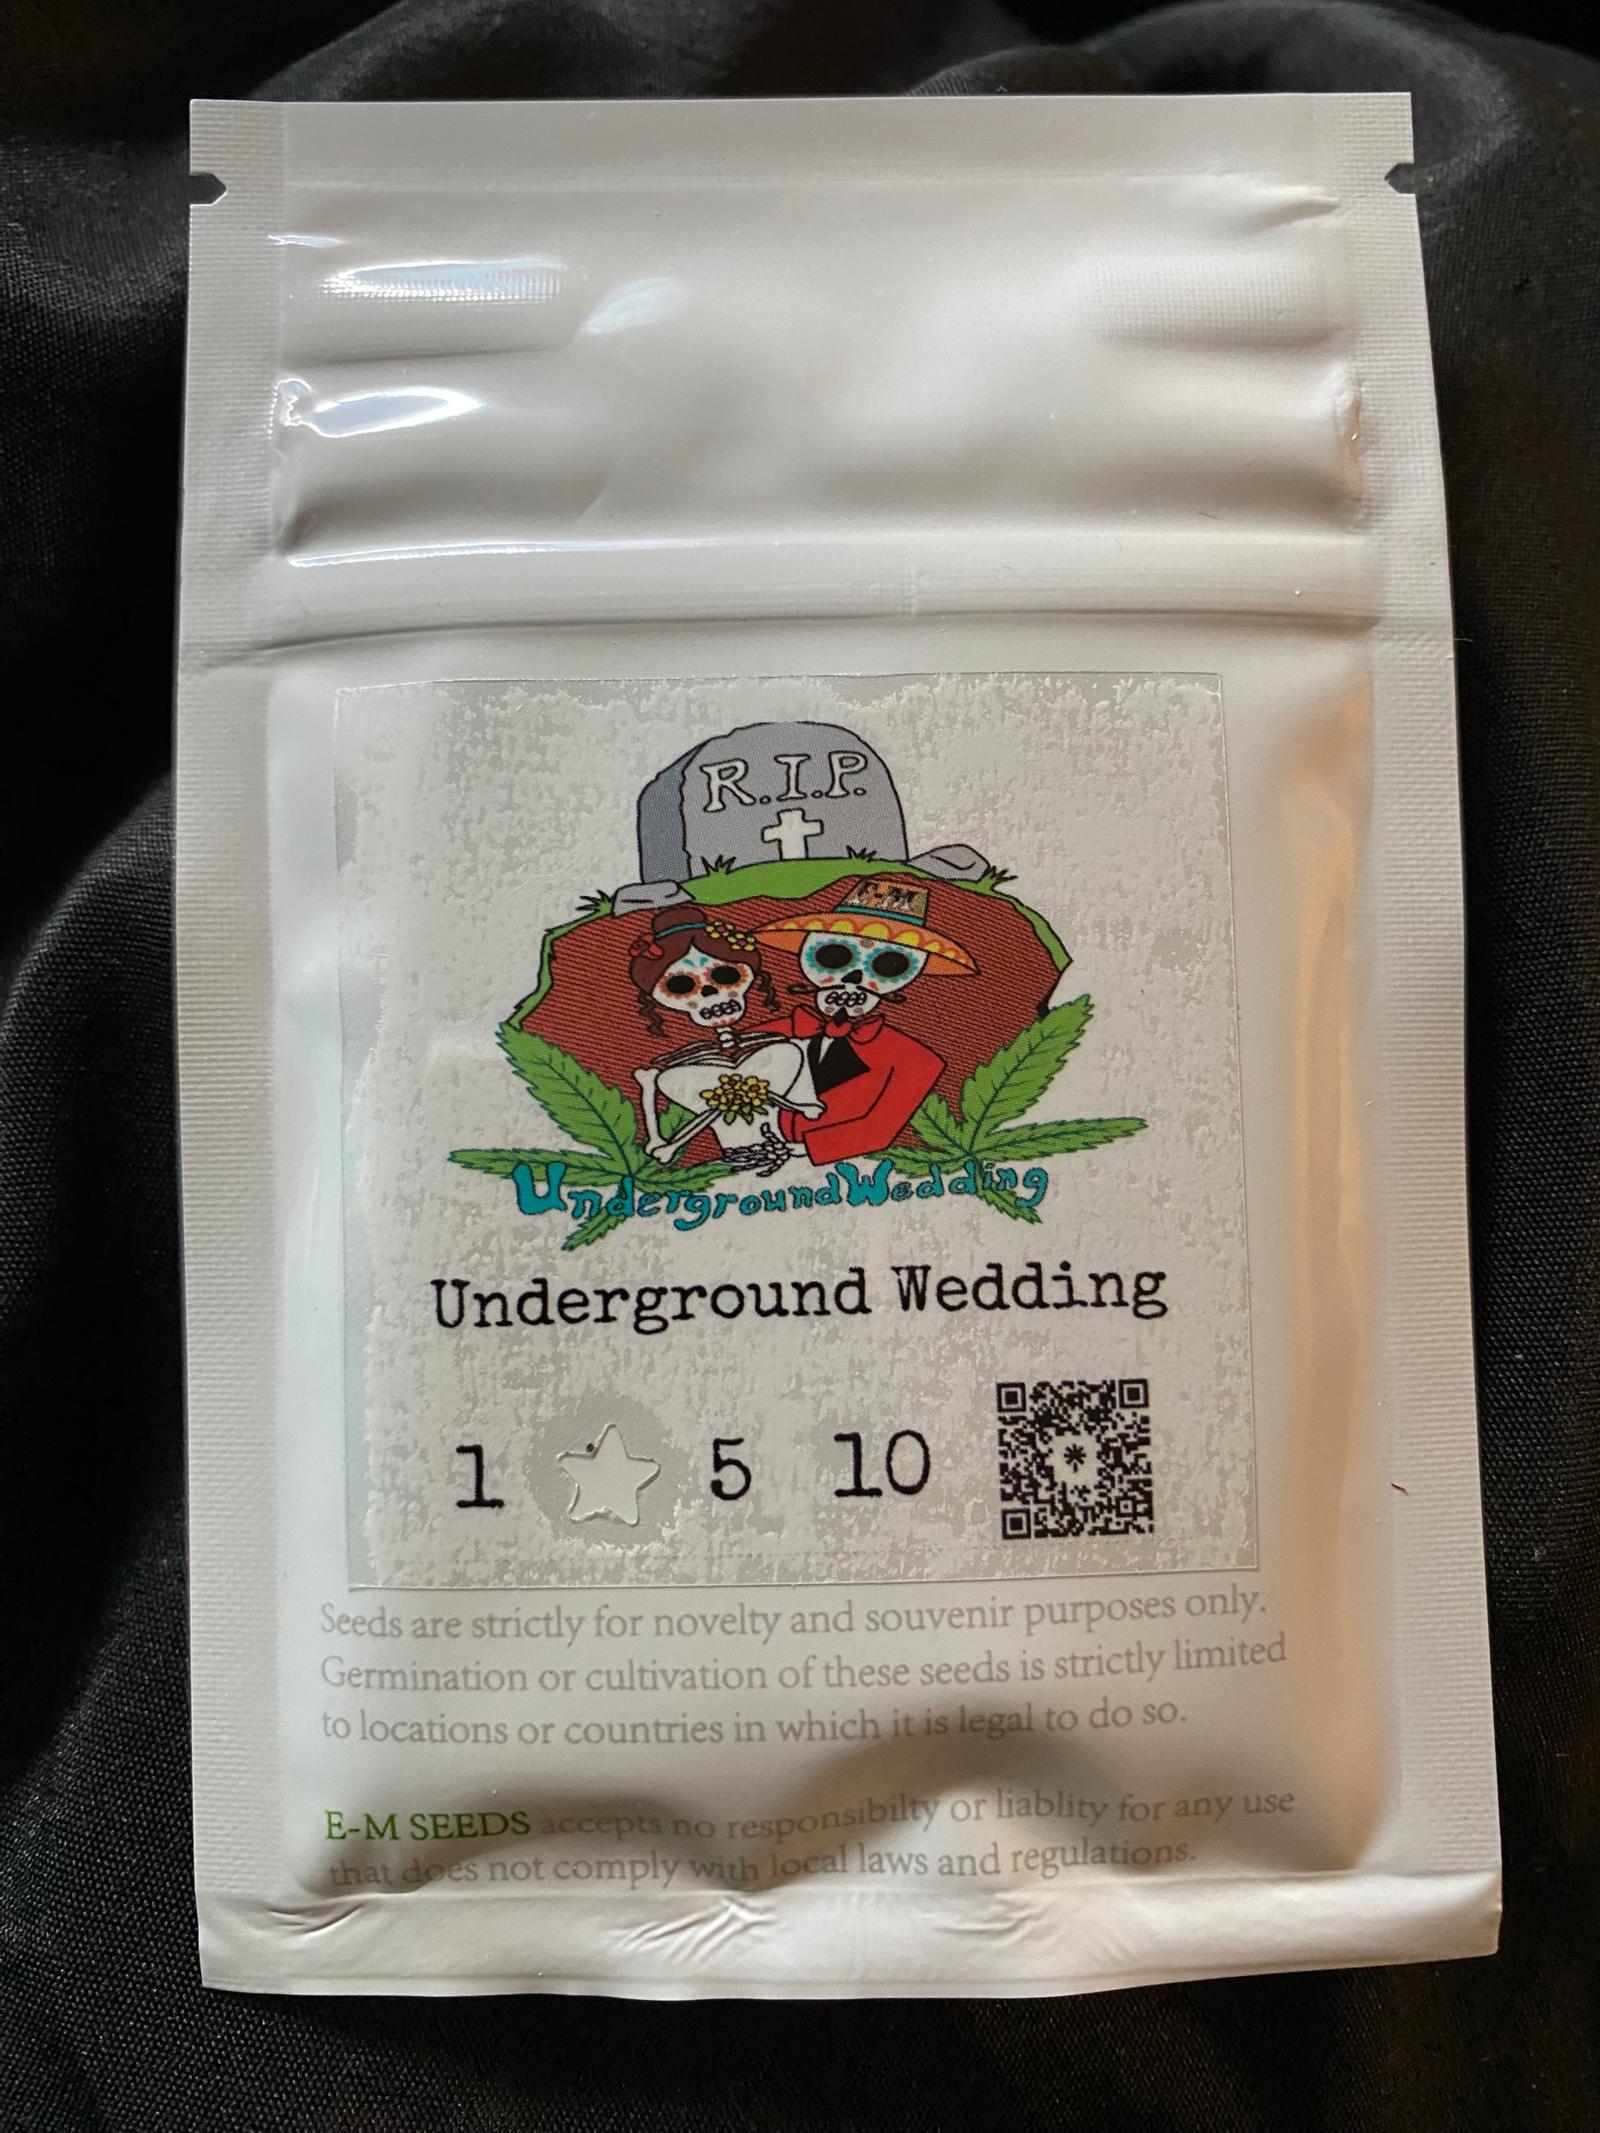 R.I.P.
E-M
Underground Wedding
Underground Wedding
1 5 10
Seeds are strictly for novelty and souvenir purposes only.
Germination or cultivation of these seeds is strictly limited
to locations or countries in which it is legal to do so.
E-M SEEDS accepts no responsibilty or liablity for any use
that does not comply with local laws and regulations.